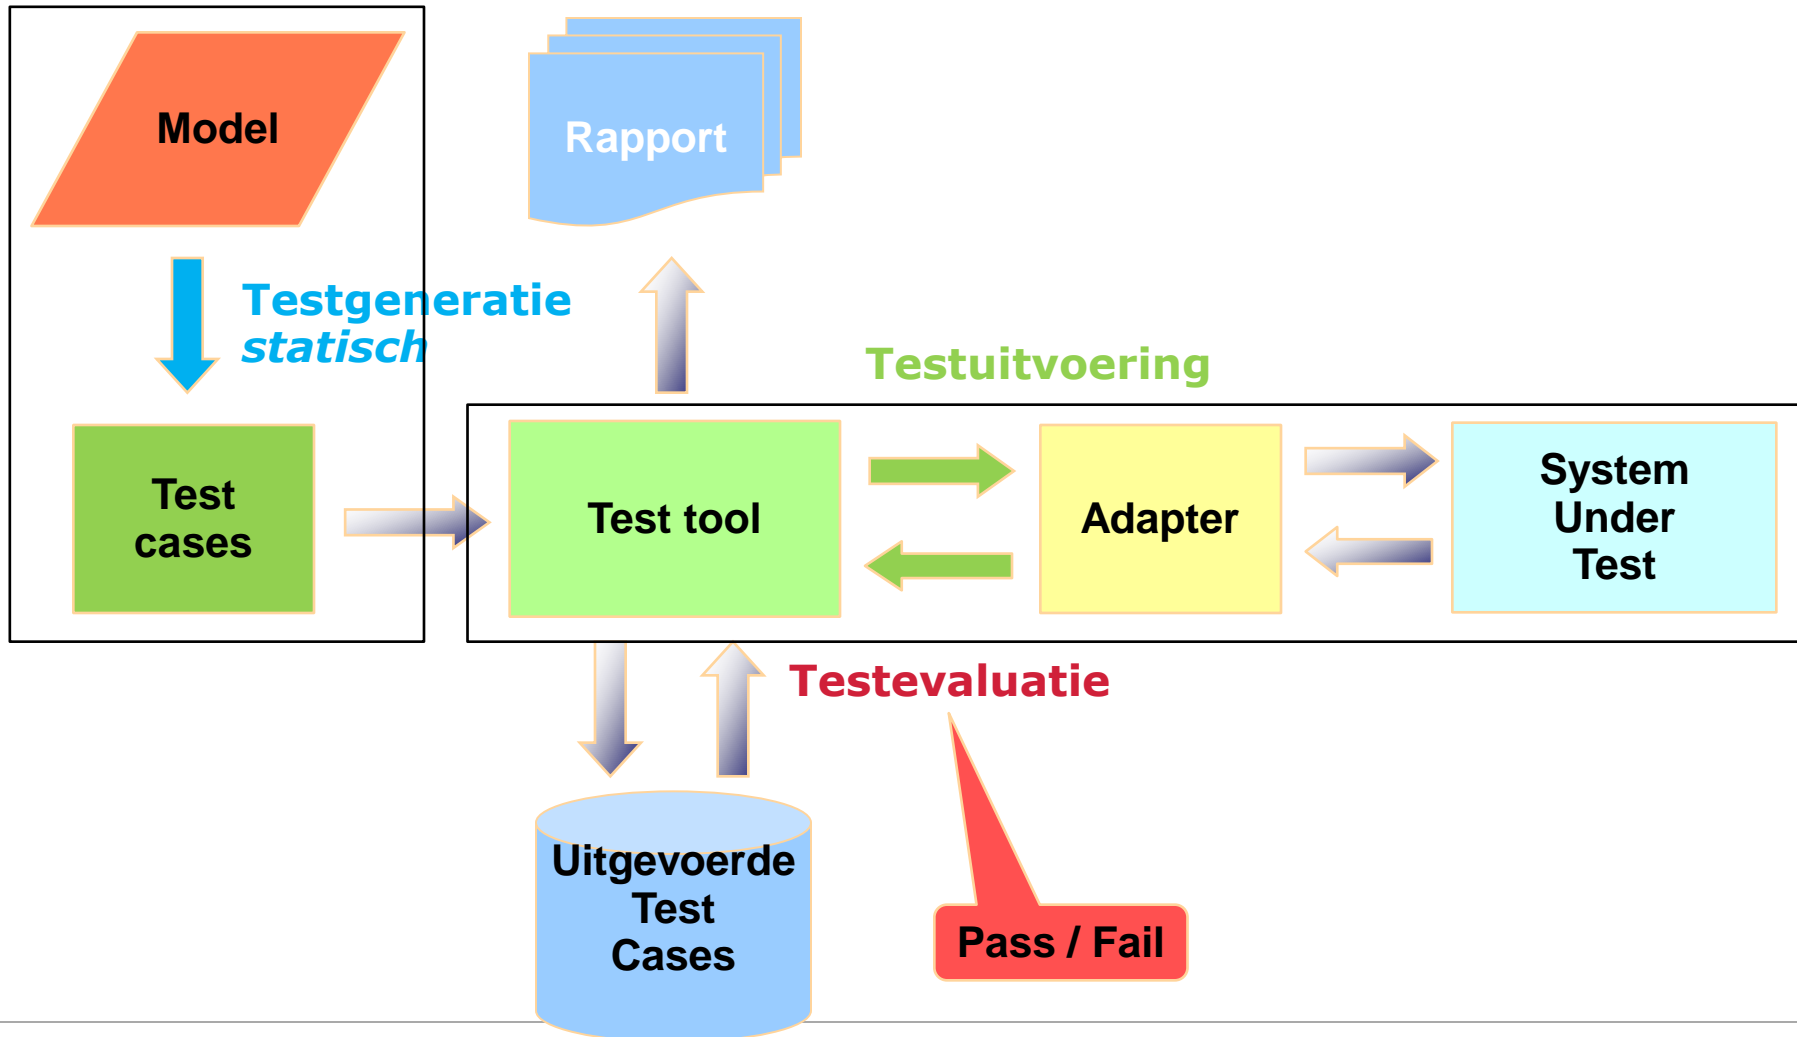 Model
Rapport
Testgeneratie
statisch
Testuitvoering
Test
cases
Test tool
Adapter
System
Under
Test
Testevaluatie
Uitgevoerde
Test
Cases
Pass / Fail